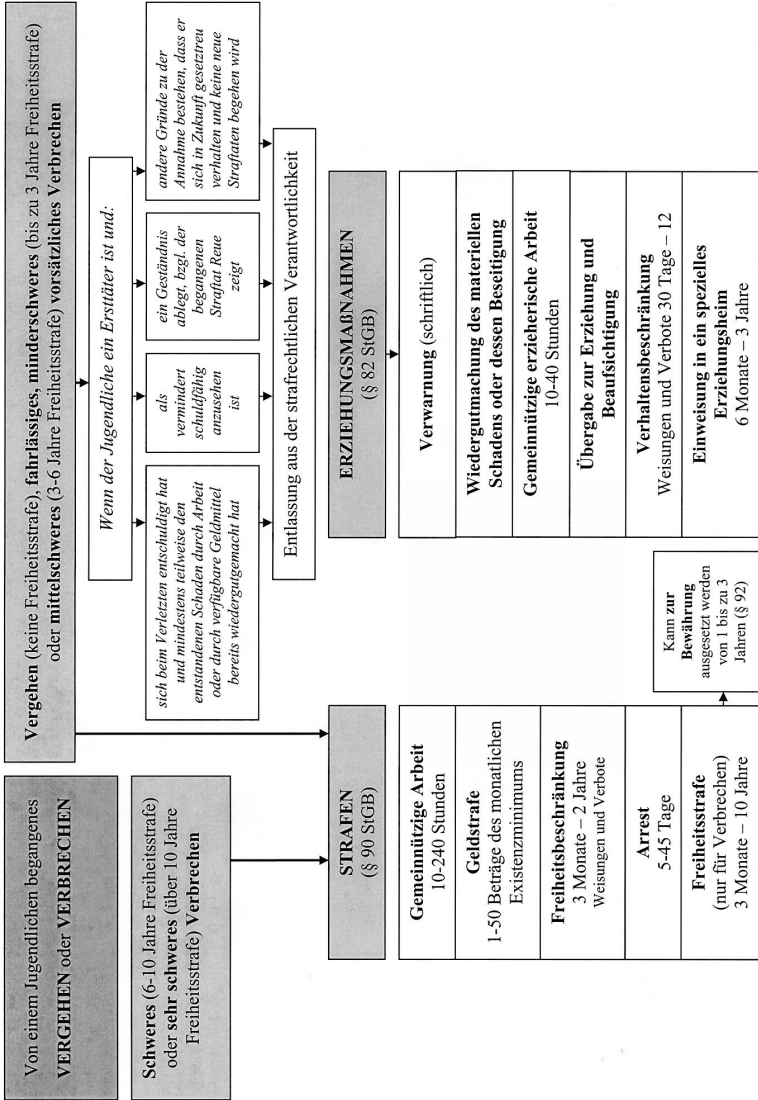 Von einem Jugendlichen begangenes
VERGEHEN oder VERBRECHEN
Vergehen (keine Freiheitsstrafe), fahrlässiges, minderschweres (bis zu 3 Jahre Freiheitsstrafe)
oder mittelschweres (3-6 Jahre Freiheitsstrafe) vorsätzliches Verbrechen
Schweres (6-10 Jahre Freiheitsstrafe)
oder sehr schweres (über 10 Jahre
Freiheitsstrafe) Verbrechen
Wenn der Jugendliche ein Ersttäter ist und:
sich beim Verletzten entschuldigt hat
und mindestens teilweise den
entstandenen Schaden durch Arbeit
oder durch verfügbare Geldmittel
bereits wiedergutgemacht hat
als
vermindert
schuldfähig
anzusehen
ist
ein Geständnis
ablegt, bzgl. der
begangenen
Straftat Reue
zeigt
andere Gründe zu der
Annahme bestehen, dass er
sich in Zukunft gesetztreu
verhalten und keine neue
Straftaten begehen wird
Entlassung aus der strafrechtlichen Verantwortlichkeit
STRAFEN
(§ 90 StGB)
Gemeinnützige Arbeit
10-240 Stunden
Geldstrafe
1-50 Beträge des monatlichen
Existenzminimums
Freiheitsbeschränkung
3 Monate – 2 Jahre
Weisungen und Verbote
Arrest
5-45 Tage
Freiheitsstrafe
(nur für Verbrechen)
3 Monate – 10 Jahre
Kann zur
Bewährung
ausgesetzt werden
von 1 bis zu 3
Jahren (§ 92)
ERZIEHUNGSMAßNAHMEN
(§ 82 StGB)
Verwarnung (schriftlich)
Wiedergutmachung des materiellen
Schadens oder dessen Beseitigung
Gemeinnützige erzieherische Arbeit
10-40 Stunden
Übergabe zur Erziehung und
Beaufsichtigung
Verhaltensbeschränkung
Weisungen und Verbote 30 Tage – 12
Einweisung in ein spezielles
Erziehungsheim
6 Monate – 3 Jahre